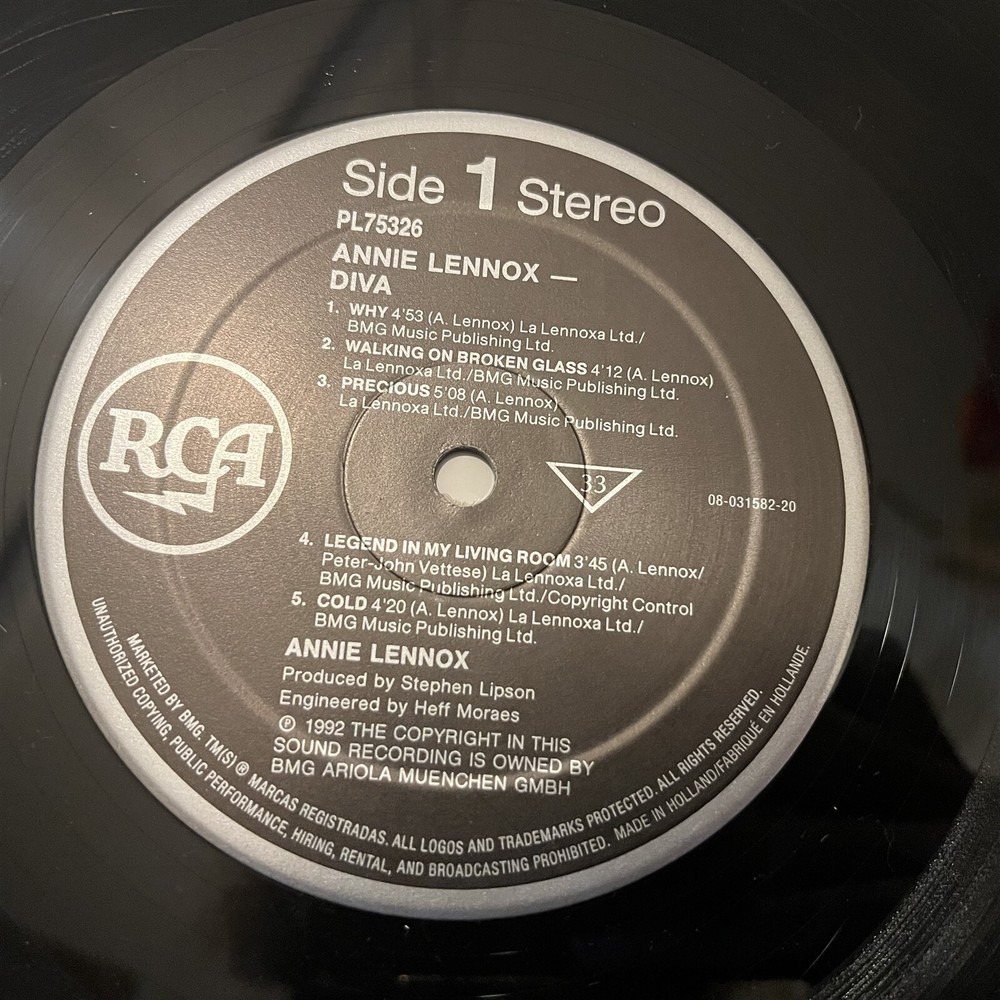 Side 1 Stereo
PL75326
ANNIE LENNOX —
DIVA
1. WHY 4'53 (A. Lennox) La Lennoxa Ltd./
BMG Music Publishing Ltd.
2. WALKING ON BROKEN GLASS 4'12 (A. Lennox)
La Lennoxa Ltd./BMG Music Publishing Ltd.
3. PRECIOUS 5'08 (A. Lennox)
La Lennoxa Ltd./BMG Music Publishing Ltd.
RCA
33
08-031582-20
4. LEGEND IN MY LIVING ROOM 3'45 (A. Lennox/
Peter-John Vettese) La Lennoxa Ltd./
BMG Music Publishing Ltd./Copyright Control
5. COLD 4'20 (A. Lennox) La Lennoxa Ltd./
BMG Music Publishing Ltd.
ANNIE LENNOX
Produced by Stephen Lipson
Engineered by Heff Moraes
℗ 1992 THE COPYRIGHT IN THIS
SOUND RECORDING IS OWNED BY
BMG ARIOLA MUENCHEN GMBH
MARKETED BY BMG. TM(S) ® MARCAS REGISTRADAS. ALL LOGOS AND TRADEMARKS PROTECTED. ALL RIGHTS RESERVED.
UNAUTHORIZED COPYING, PUBLIC PERFORMANCE, HIRING, RENTAL, AND BROADCASTING PROHIBITED. MADE IN HOLLAND/FABRIQUÉ EN HOLLANDE.